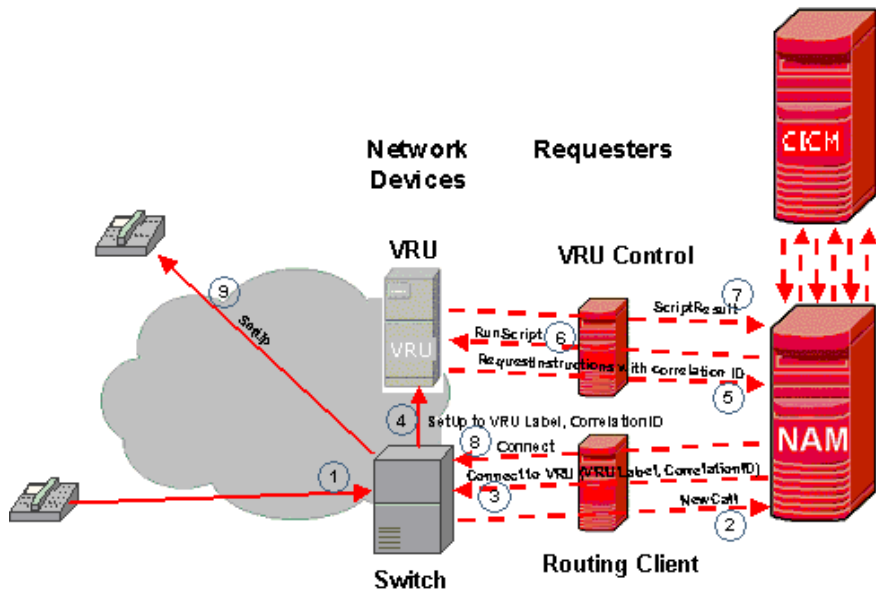 CICM
Network
Devices
Requesters
VRU
VRU Control
9
SetUp
7
ScriptResult
RunScript
6
VRU
RequestInstructions with correlation ID
5
4
SetUp to VRU Label, CorrelationID
8
Connect
NAM
1
Connect to VRU (VRU Label, CorrelationID)
3
NewCall
2
Switch
Routing Client